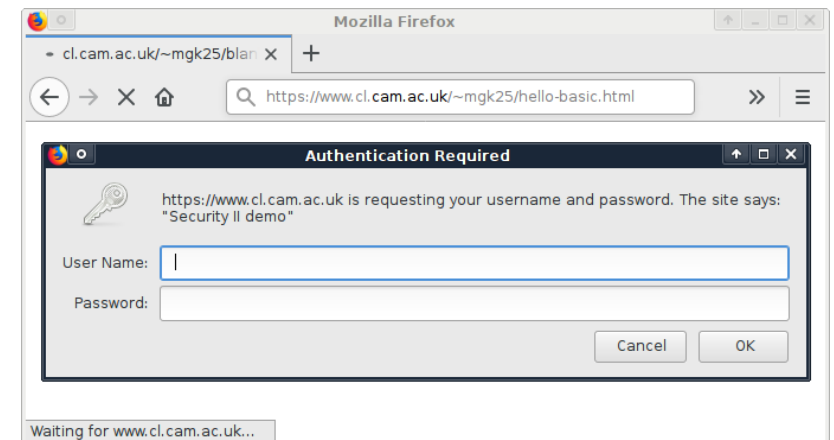 Mozilla Firefox
cl.cam.ac.uk/~mgk25/blan
https://www.cl.cam.ac.uk/~mgk25/hello-basic.html
Authentication Required
https://www.cl.cam.ac.uk is requesting your username and password. The site says:
"Security II demo"
User Name:
Password:
Cancel OK
Waiting for www.cl.cam.ac.uk...